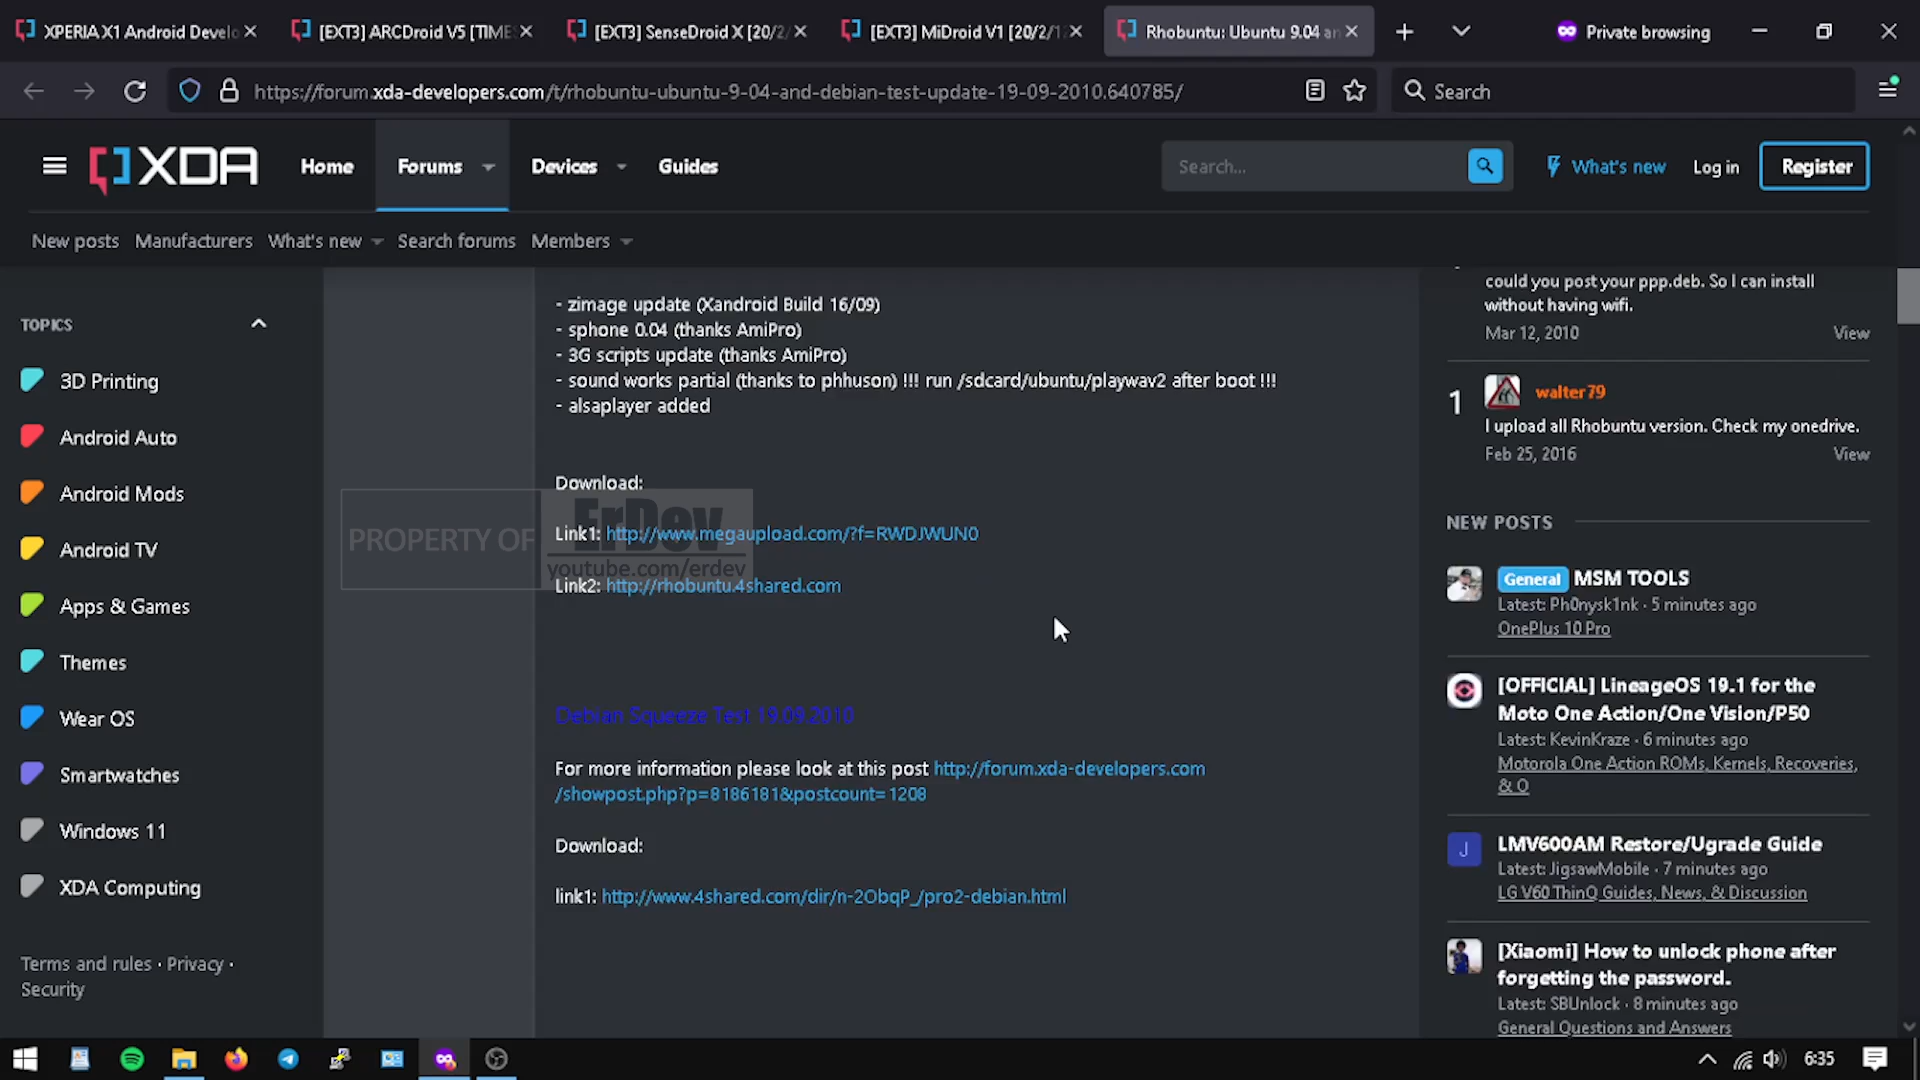 XPERIA X1 Android Develo
[EXT3] ARCDroid V5 [TIMES
[EXT3] SenseDroid X [20/2/
[EXT3] MiDroid V1 [20/2/1
Rhobuntu: Ubuntu 9.04 an
Private browsing
https://forum.xda-developers.com/t/rhobuntu-ubuntu-9-04-and-debian-test-update-19-09-2010.640785/
Search
XDA
Home
Forums
Devices
Guides
Search...
What's new
Log in
Register
New posts
Manufacturers
What's new
Search forums
Members
TOPICS
3D Printing
Android Auto
Android Mods
Android TV
Apps & Games
Themes
Wear OS
Smartwatches
Windows 11
XDA Computing
Terms and rules · Privacy ·
Security
- zimage update (Xandroid Build 16/09)
- sphone 0.04 (thanks AmiPro)
- 3G scripts update (thanks AmiPro)
- sound works partial (thanks to phhuson) !!! run /sdcard/ubuntu/playwav2 after boot !!!
- alsaplayer added
Download:
Link1: http://www.megaupload.com/?f=RWDJWUN0
Link2: http://rhobuntu.4shared.com
PROPERTY OF
ErDev
youtube.com/erdev
Debian Squeeze Test 19.09.2010
For more information please look at this post http://forum.xda-developers.com
/showpost.php?p=8186181&postcount=1208
Download:
link1: http://www.4shared.com/dir/n-2ObqP_/pro2-debian.html
could you post your ppp.deb. So I can install
without having wifi.
Mar 12, 2010
View
1
walter79
I upload all Rhobuntu version. Check my onedrive.
Feb 25, 2016
View
NEW POSTS
General MSM TOOLS
Latest: Ph0nysk1nk · 5 minutes ago
OnePlus 10 Pro
[OFFICIAL] LineageOS 19.1 for the
Moto One Action/One Vision/P50
Latest: KevinKraze · 6 minutes ago
Motorola One Action ROMs, Kernels, Recoveries,
& O
J
LMV600AM Restore/Ugrade Guide
Latest: JigsawMobile · 7 minutes ago
LG V60 ThinQ Guides, News, & Discussion
[Xiaomi] How to unlock phone after
forgetting the password.
Latest: SBUnlock · 8 minutes ago
General Questions and Answers
6:35